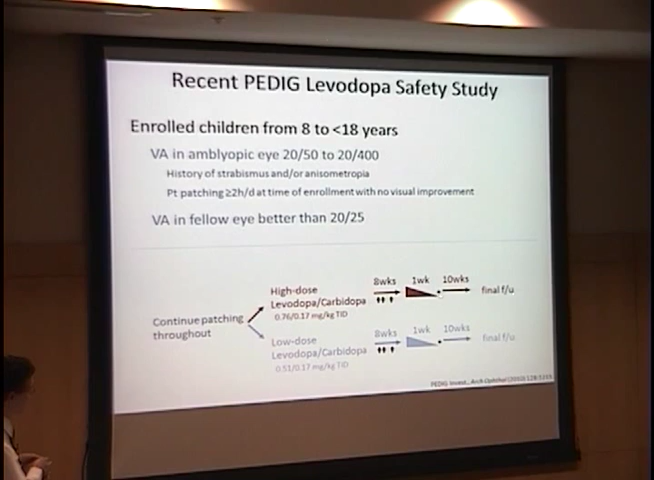 Recent PEDIG Levodopa Safety Study
Enrolled children from 8 to <18 years
VA in amblyopic eye 20/50 to 20/400
History of strabismus and/or anisometropia
Pt patching ≥2h/d at time of enrollment with no visual improvement
VA in fellow eye better than 20/25
Continue patching throughout
High-dose
Levodopa/Carbidopa
0.76/0.17 mg/kg TID
8wks 1wk 10wks
final f/u
Low-dose
Levodopa/Carbidopa
0.51/0.17 mg/kg TID
8wks 1wk 10wks
final f/u
PEDIG Invest., Arch Ophthal